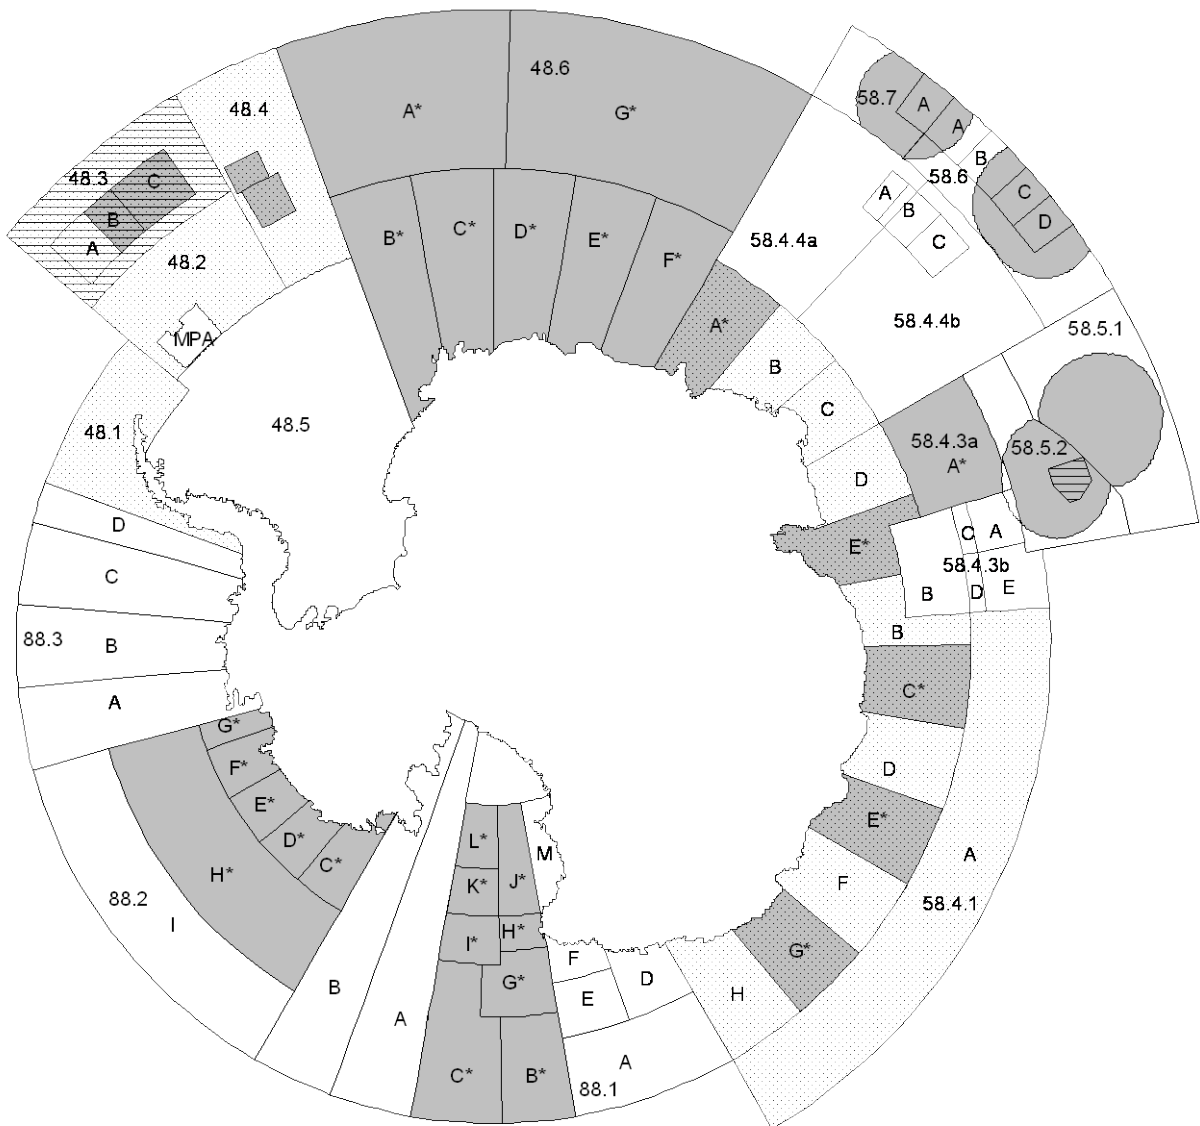 48.6
A*
G*
48.4
58.7
A
A
B
58.6
C
D
48.3
C
B
A
48.2
MPA
B*
C*
D*
E*
F*
58.4.4a
A
B
C
58.4.4b
A*
B
C
D
58.5.1
58.4.3a
A*
58.5.2
48.1
48.5
D
C
88.3
B
A
E*
C
A
58.4.3b
B
D
E
B
C*
D
E*
F
G*
H
A
58.4.1
G*
F*
E*
D*
C*
H*
88.2
I
B
A
L*
K*
J*
M
I*
H*
G*
F
E
D
C*
B*
A
88.1